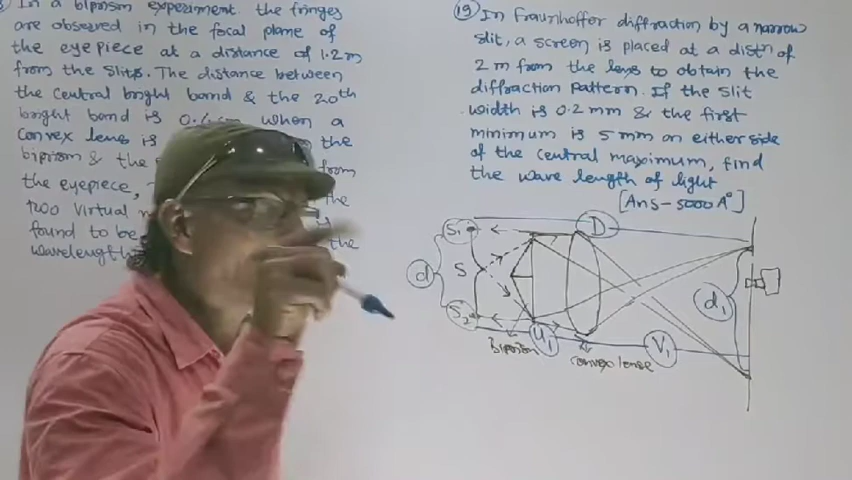 In a biprism experiment the fringes
are observed in the focal plane of
the eyepiece at a distance of 1.2 m
from the slits. The distance between
the central bright band & the 20th
bright band is 0. when a
convex lens is the
biprism & the from
the eyepiece, the
two virtual
found to be the
wavelength
19 In Fraunhoffer diffraction by a narrow
slit, a screen is placed at a distn of
2 m from the lens to obtain the
diffraction pattern. If the slit
width is 0.2 mm & the first
minimum is 5 mm on either side
of the central maximum, find
the wave length of light
[Ans - 5000 A°]
S1
D
d
S
d1
S2
U1
V1
Biprism
convex lense